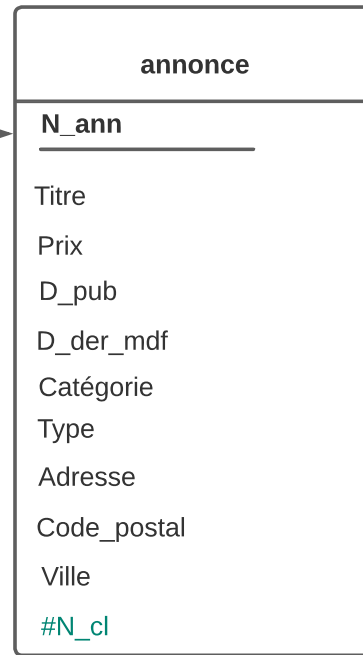 annonce
N_ann
Titre
Prix
D_pub
D_der_mdf
Catégorie
Type
Adresse
Code_postal
Ville
#N_cl